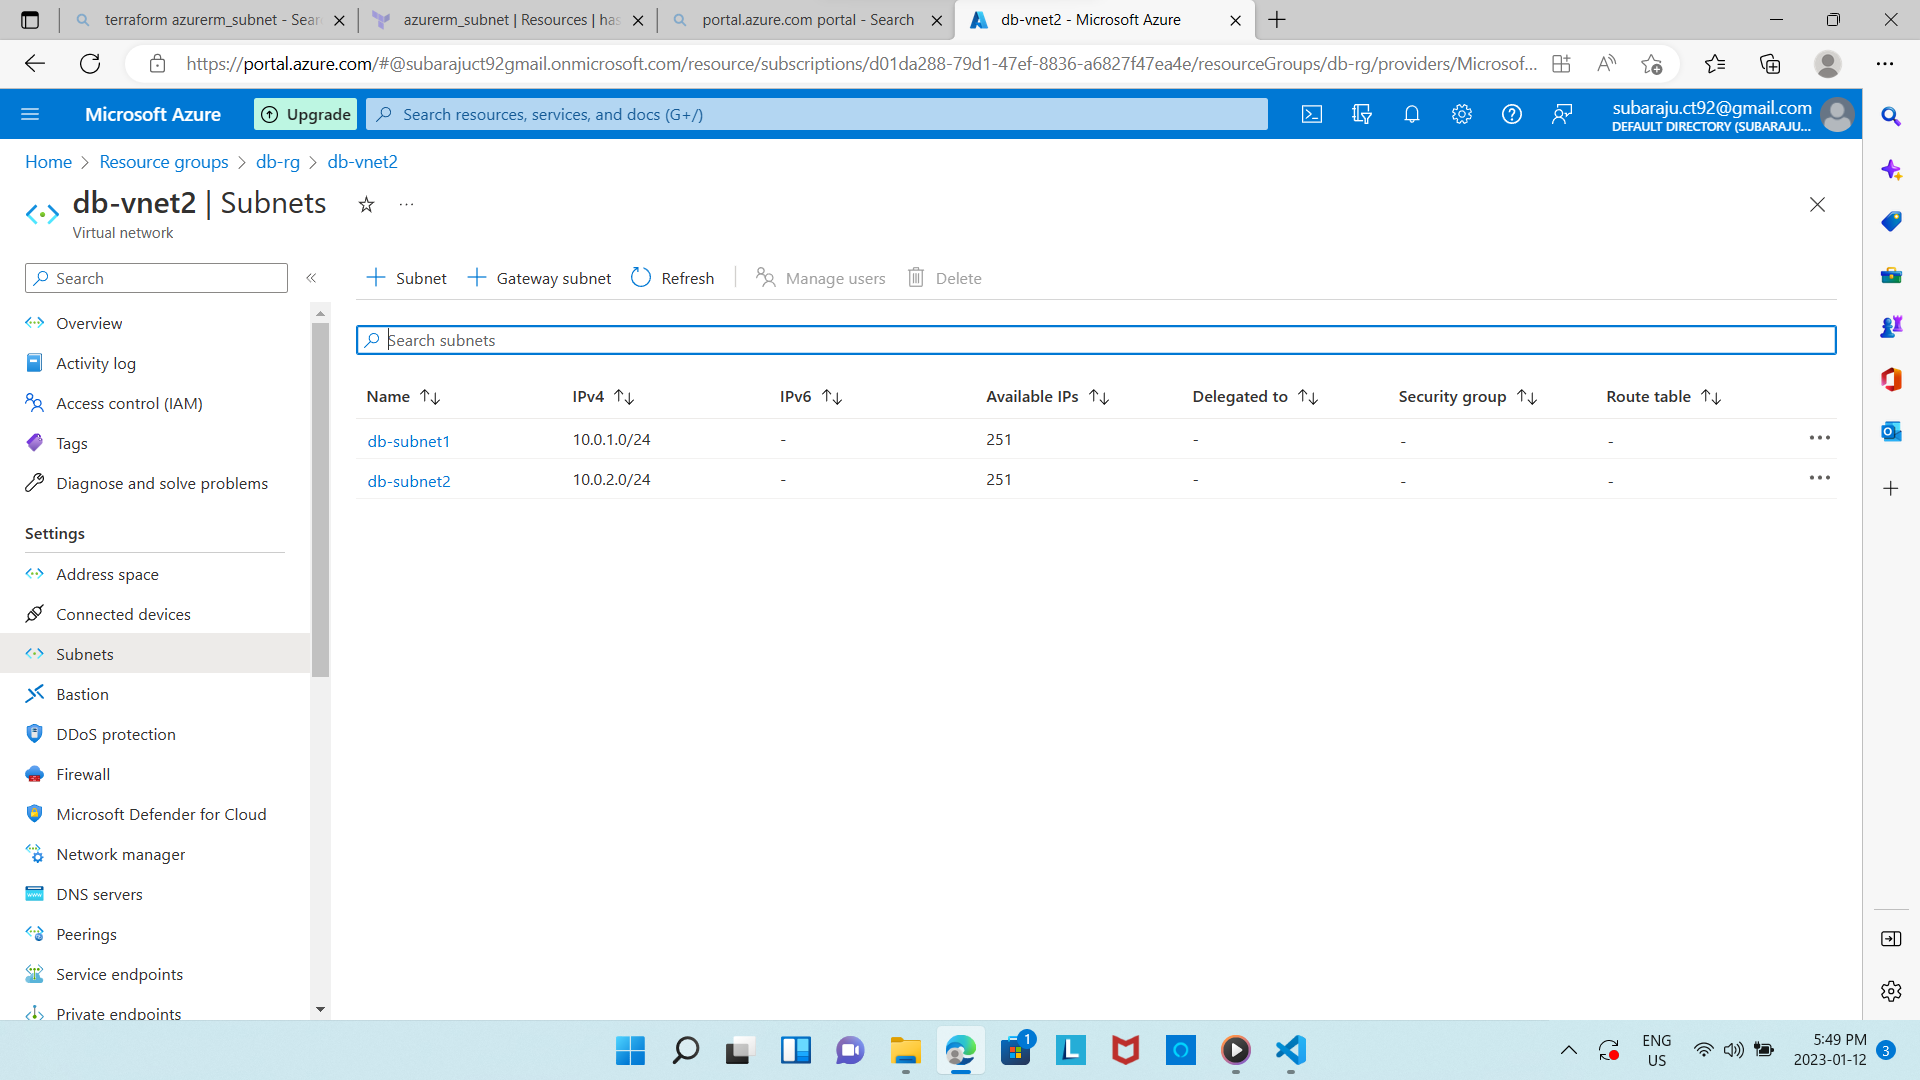 terraform azurerm_subnet - Sear
azurerm_subnet | Resources | has
portal.azure.com portal - Search
db-vnet2 - Microsoft Azure
https://portal.azure.com/#@subarajuct92gmail.onmicrosoft.com/resource/subscriptions/d01da288-79d1-47ef-8836-a6827f47ea4e/resourceGroups/db-rg/providers/Microsof...
Microsoft Azure
Upgrade
Search resources, services, and docs (G+/)
subaraju.ct92@gmail.com
DEFAULT DIRECTORY (SUBARAJU...
Home > Resource groups > db-rg > db-vnet2
db-vnet2 | Subnets
Virtual network
Search
Overview
Activity log
Access control (IAM)
Tags
Diagnose and solve problems
Settings
Address space
Connected devices
Subnets
Bastion
DDoS protection
Firewall
Microsoft Defender for Cloud
Network manager
DNS servers
Peerings
Service endpoints
Private endpoints
Subnet Gateway subnet Refresh Manage users Delete
Search subnets
Name IPv4 IPv6 Available IPs Delegated to Security group Route table
db-subnet1 10.0.1.0/24 - 251 - - -
db-subnet2 10.0.2.0/24 - 251 - - -
1
L
ENG
US
5:49 PM
2023-01-12
3